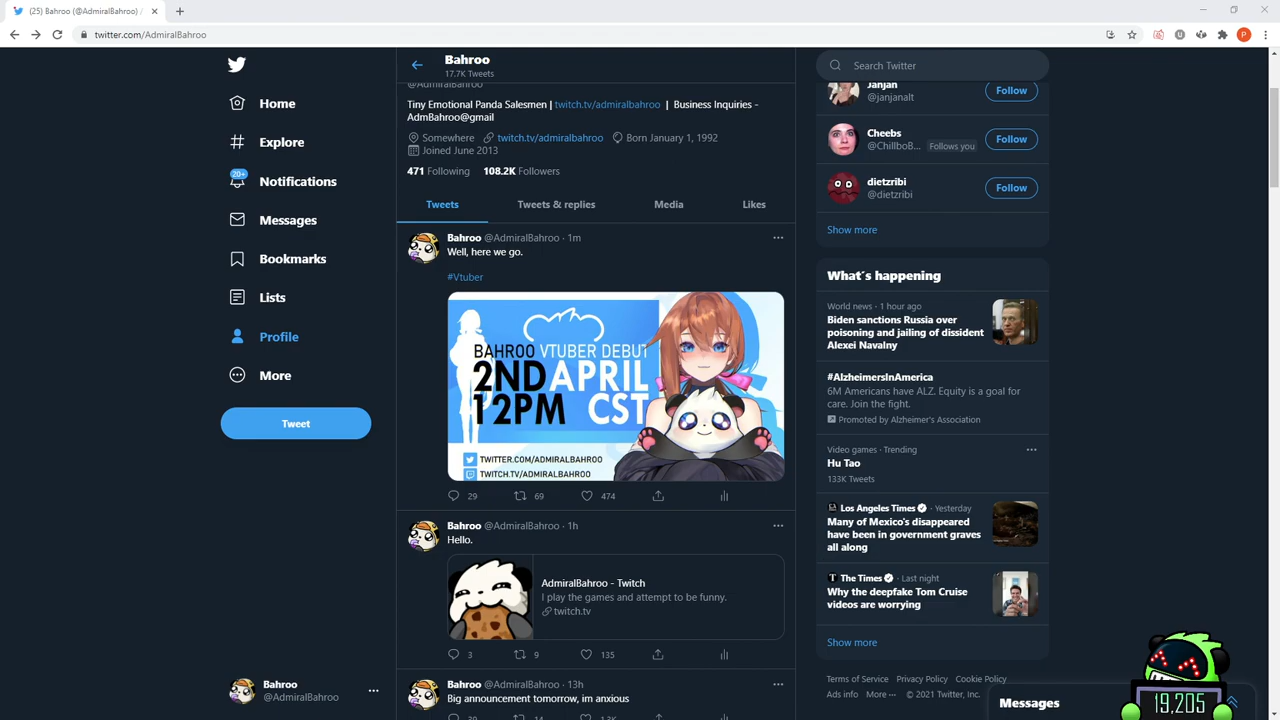 (25) Bahroo (@AdmiralBahroo) /
twitter.com/AdmiralBahroo
P
Home
Explore
20+
Notifications
Messages
Bookmarks
Lists
Profile
More
Tweet
Bahroo
@AdmiralBahroo
Bahroo
17.7K Tweets
@AdmiralBahroo
Tiny Emotional Panda Salesmen | twitch.tv/admiralbahroo | Business Inquiries -
AdmBahroo@gmail
Somewhere twitch.tv/admiralbahroo Born January 1, 1992
Joined June 2013
471 Following 108.2K Followers
Tweets Tweets & replies Media Likes
Bahroo @AdmiralBahroo · 1m
Well, here we go.
#Vtuber
BAHROO VTUBER DEBUT
2ND APRIL
12PM CST
TWITTER.COM/ADMIRALBAHROO
TWITCH.TV/ADMIRALBAHROO
29 69 474
Bahroo @AdmiralBahroo · 1h
Hello.
AdmiralBahroo - Twitch
I play the games and attempt to be funny.
twitch.tv
3 9 135
Bahroo @AdmiralBahroo · 13h
Big announcement tomorrow, im anxious
Search Twitter
Janjan
@janjanalt
Follow
Cheebs
@ChillboB... Follows you
Follow
dietzribi
@dietzribi
Follow
Show more
What's happening
World news · 1 hour ago
Biden sanctions Russia over
poisoning and jailing of dissident
Alexei Navalny
#AlzheimersInAmerica
6M Americans have ALZ. Equity is a goal for
care. Join the fight.
Promoted by Alzheimer's Association
Video games · Trending
Hu Tao
133K Tweets
Los Angeles Times · Yesterday
Many of Mexico's disappeared
have been in government graves
all along
The Times · Last night
Why the deepfake Tom Cruise
videos are worrying
Show more
Terms of Service Privacy Policy Cookie Policy
Ads info More © 2021 Twitter, Inc.
Messages
19.205